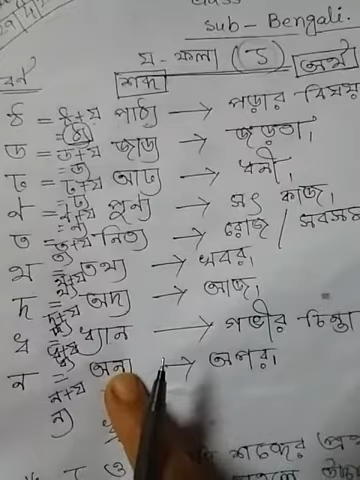 Sub - Bengali.
য - ফলা (্য)
বর্ণ শব্দ অর্থ
ঠ = ঠ+য পাঠ্য → পড়ার বিষয়
= (ঠ্য)
ড = ড+য জাড্য → জড়তা।
= ড্য
ঢ = ঢ+য আঢ্য → ধনী।
= ঢ্য
ণ = ণ+য পুণ্য → সৎ কাজ।
ত = ত+য নিত্য → রোজ / সবসময়
থ = থ+য তথ্য → খবর।
দ = দ+য অদ্য → আজ।
ধ = ধ+য ধ্যান → গভীর চিন্তা
ন = ন+য অন্য → অপর।
ন্য
শব্দের